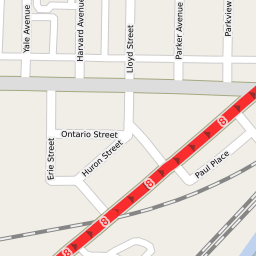 Yale Avenue
Harvard Avenue
Lloyd Street
Parker Avenue
Parkview
Ontario Street
Erie Street
Huron Street
Paul Place
8
8
8
8